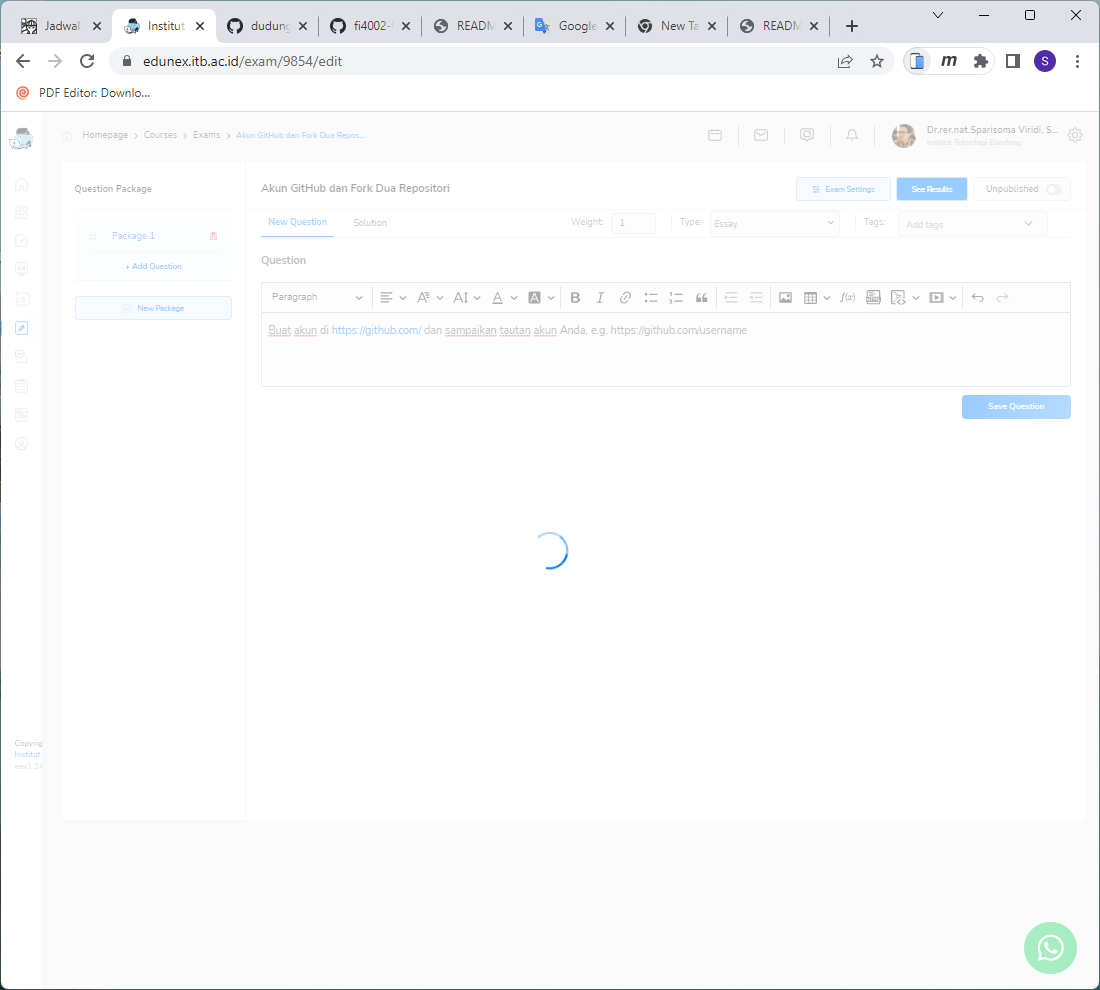 Jadwal
Institut
dudung
fi4002-
READM
Google
New Ta
READM
edunex.itb.ac.id/exam/9854/edit
m
S
PDF Editor: Downlo...
Homepage > Courses > Exams > Akun GitHub dan Fork Dua Repos...
Dr.rer.nat.Sparisoma Viridi, S...
Institut Teknologi Bandung
Question Package
Akun GitHub dan Fork Dua Repositori
Exam Settings
See Results
Unpublished
New Question
Solution
Weight: 1
Type: Essay
Tags: Add tags
Package 1
+ Add Question
New Package
Question
Paragraph
Buat akun di https://github.com/ dan sampaikan tautan akun Anda, e.g. https://github.com/username
Save Question
Copyrig
Institut